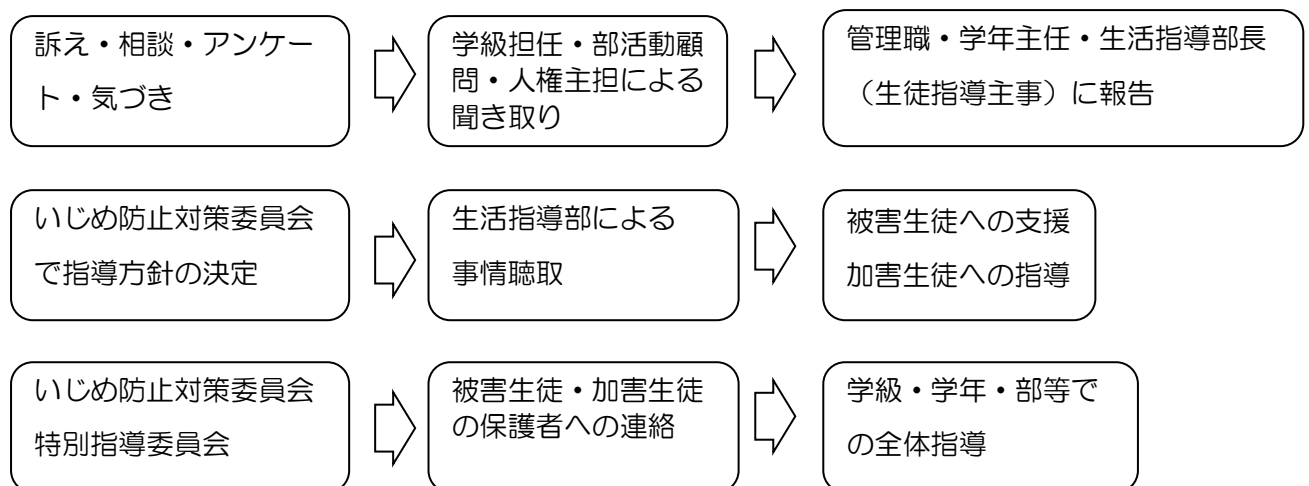 訴え・相談・アンケー
ト・気づき
学級担任・部活動顧
問・人権主担による
聞き取り
管理職・学年主任・生活指導部長
（生徒指導主事）に報告
いじめ防止対策委員会
で指導方針の決定
生活指導部による
事情聴取
被害生徒への支援
加害生徒への指導
いじめ防止対策委員会
特別指導委員会
被害生徒・加害生徒
の保護者への連絡
学級・学年・部等で
の全体指導